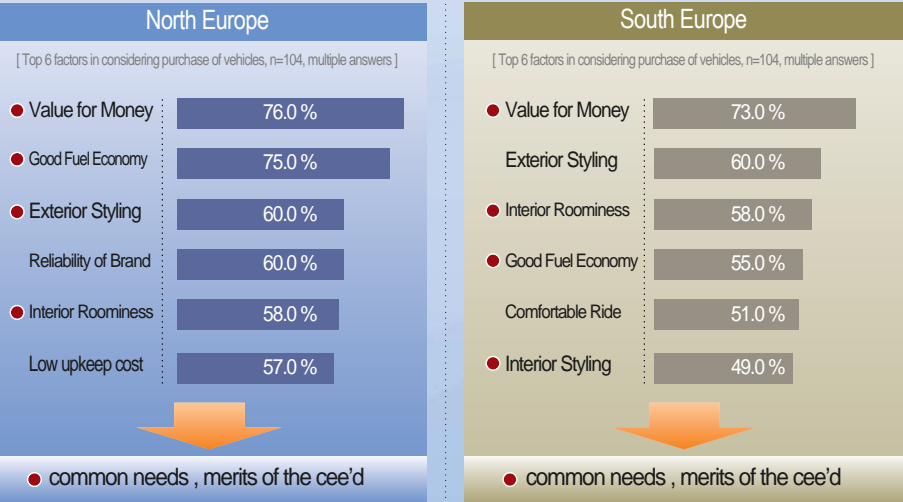 North Europe
[ Top 6 factors in considering purchase of vehicles, n=104, multiple answers ]
Value for Money 76.0 %
Good Fuel Economy 75.0 %
Exterior Styling 60.0 %
Reliability of Brand 60.0 %
Interior Roominess 58.0 %
Low upkeep cost 57.0 %
common needs , merits of the cee’d
South Europe
[ Top 6 factors in considering purchase of vehicles, n=104, multiple answers ]
Value for Money 73.0 %
Exterior Styling 60.0 %
Interior Roominess 58.0 %
Good Fuel Economy 55.0 %
Comfortable Ride 51.0 %
Interior Styling 49.0 %
common needs , merits of the cee’d